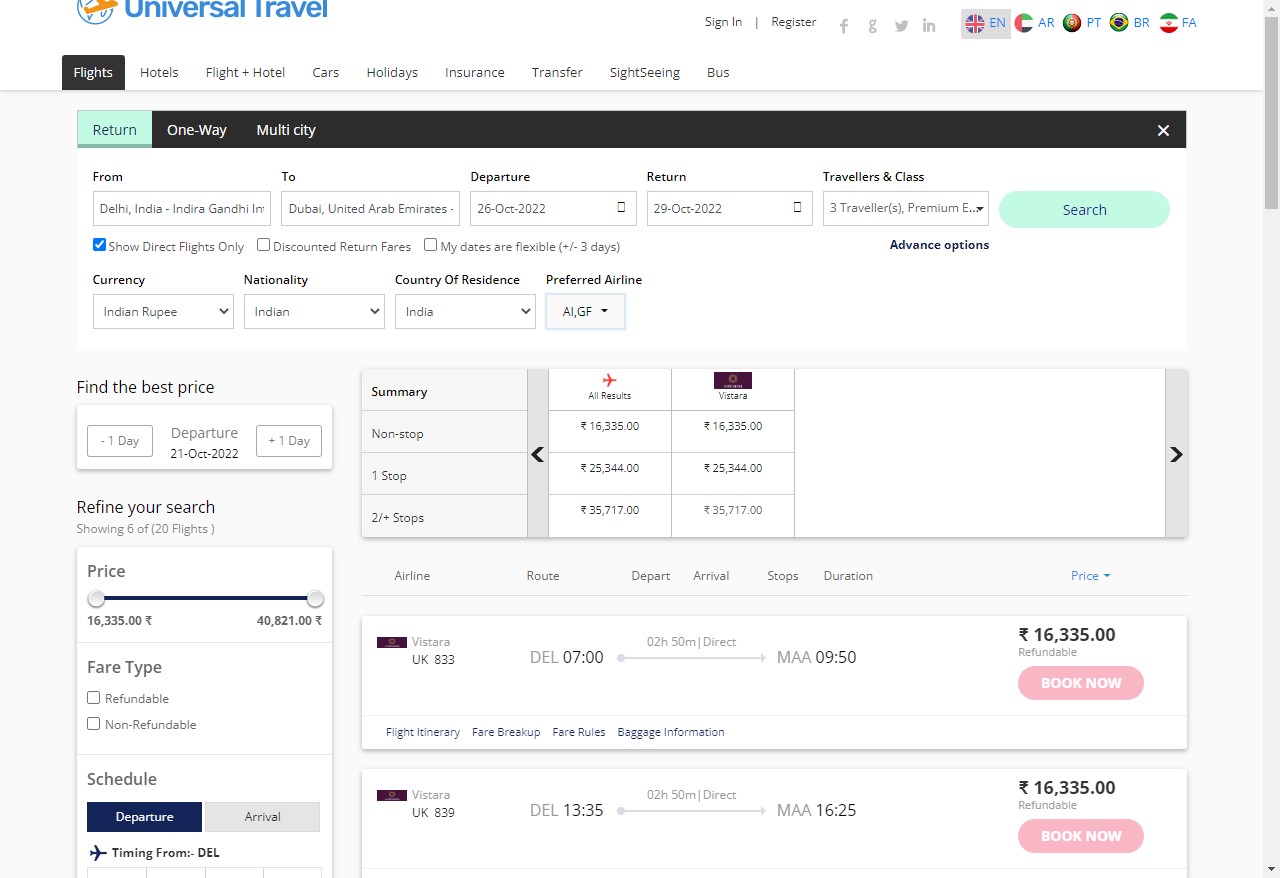 Universal Travel
Sign In | Register
EN AR PT BR FA
Flights Hotels Flight + Hotel Cars Holidays Insurance Transfer SightSeeing Bus
Return One-Way Multi city
From To Departure Return Travellers & Class
Delhi, India - Indira Gandhi Int Dubai, United Arab Emirates - 26-Oct-2022 29-Oct-2022 3 Traveller(s), Premium E... Search
Show Direct Flights Only Discounted Return Fares My dates are flexible (+/- 3 days) Advance options
Currency Nationality Country Of Residence Preferred Airline
Indian Rupee Indian India AI,GF
Find the best price
- 1 Day Departure + 1 Day
21-Oct-2022
Refine your search
Showing 6 of (20 Flights )
Price
16,335.00 ₹ 40,821.00 ₹
Fare Type
Refundable
Non-Refundable
Schedule
Departure Arrival
Timing From:- DEL
Summary All Results Vistara
Non-stop ₹ 16,335.00 ₹ 16,335.00
1 Stop ₹ 25,344.00 ₹ 25,344.00
2/+ Stops ₹ 35,717.00 ₹ 35,717.00
Airline Route Depart Arrival Stops Duration Price
Vistara 02h 50m|Direct ₹ 16,335.00
UK 833 DEL 07:00 MAA 09:50 Refundable
BOOK NOW
Flight Itinerary Fare Breakup Fare Rules Baggage Information
Vistara 02h 50m|Direct ₹ 16,335.00
UK 839 DEL 13:35 MAA 16:25 Refundable
BOOK NOW